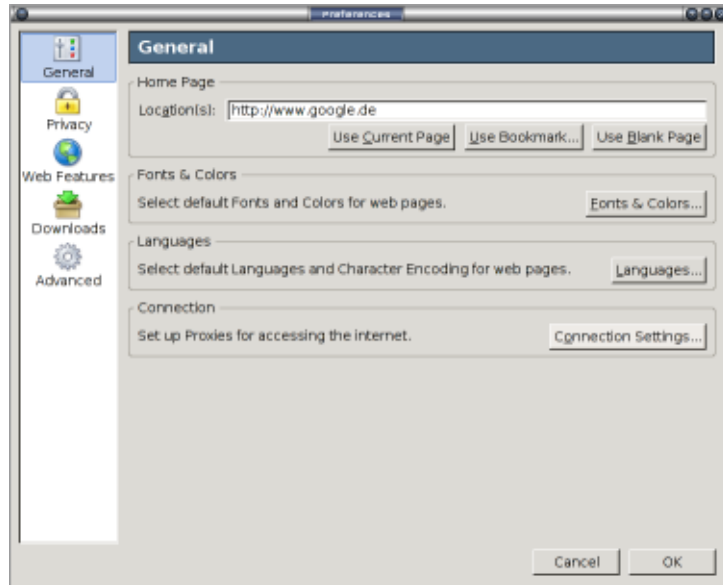 Preferences
General
Privacy
Web Features
Downloads
Advanced
General
Home Page
Location(s): http://www.google.de
Use Current Page Use Bookmark... Use Blank Page
Fonts & Colors
Select default Fonts and Colors for web pages. Fonts & Colors...
Languages
Select default Languages and Character Encoding for web pages. Languages...
Connection
Set up Proxies for accessing the internet. Connection Settings...
Cancel OK